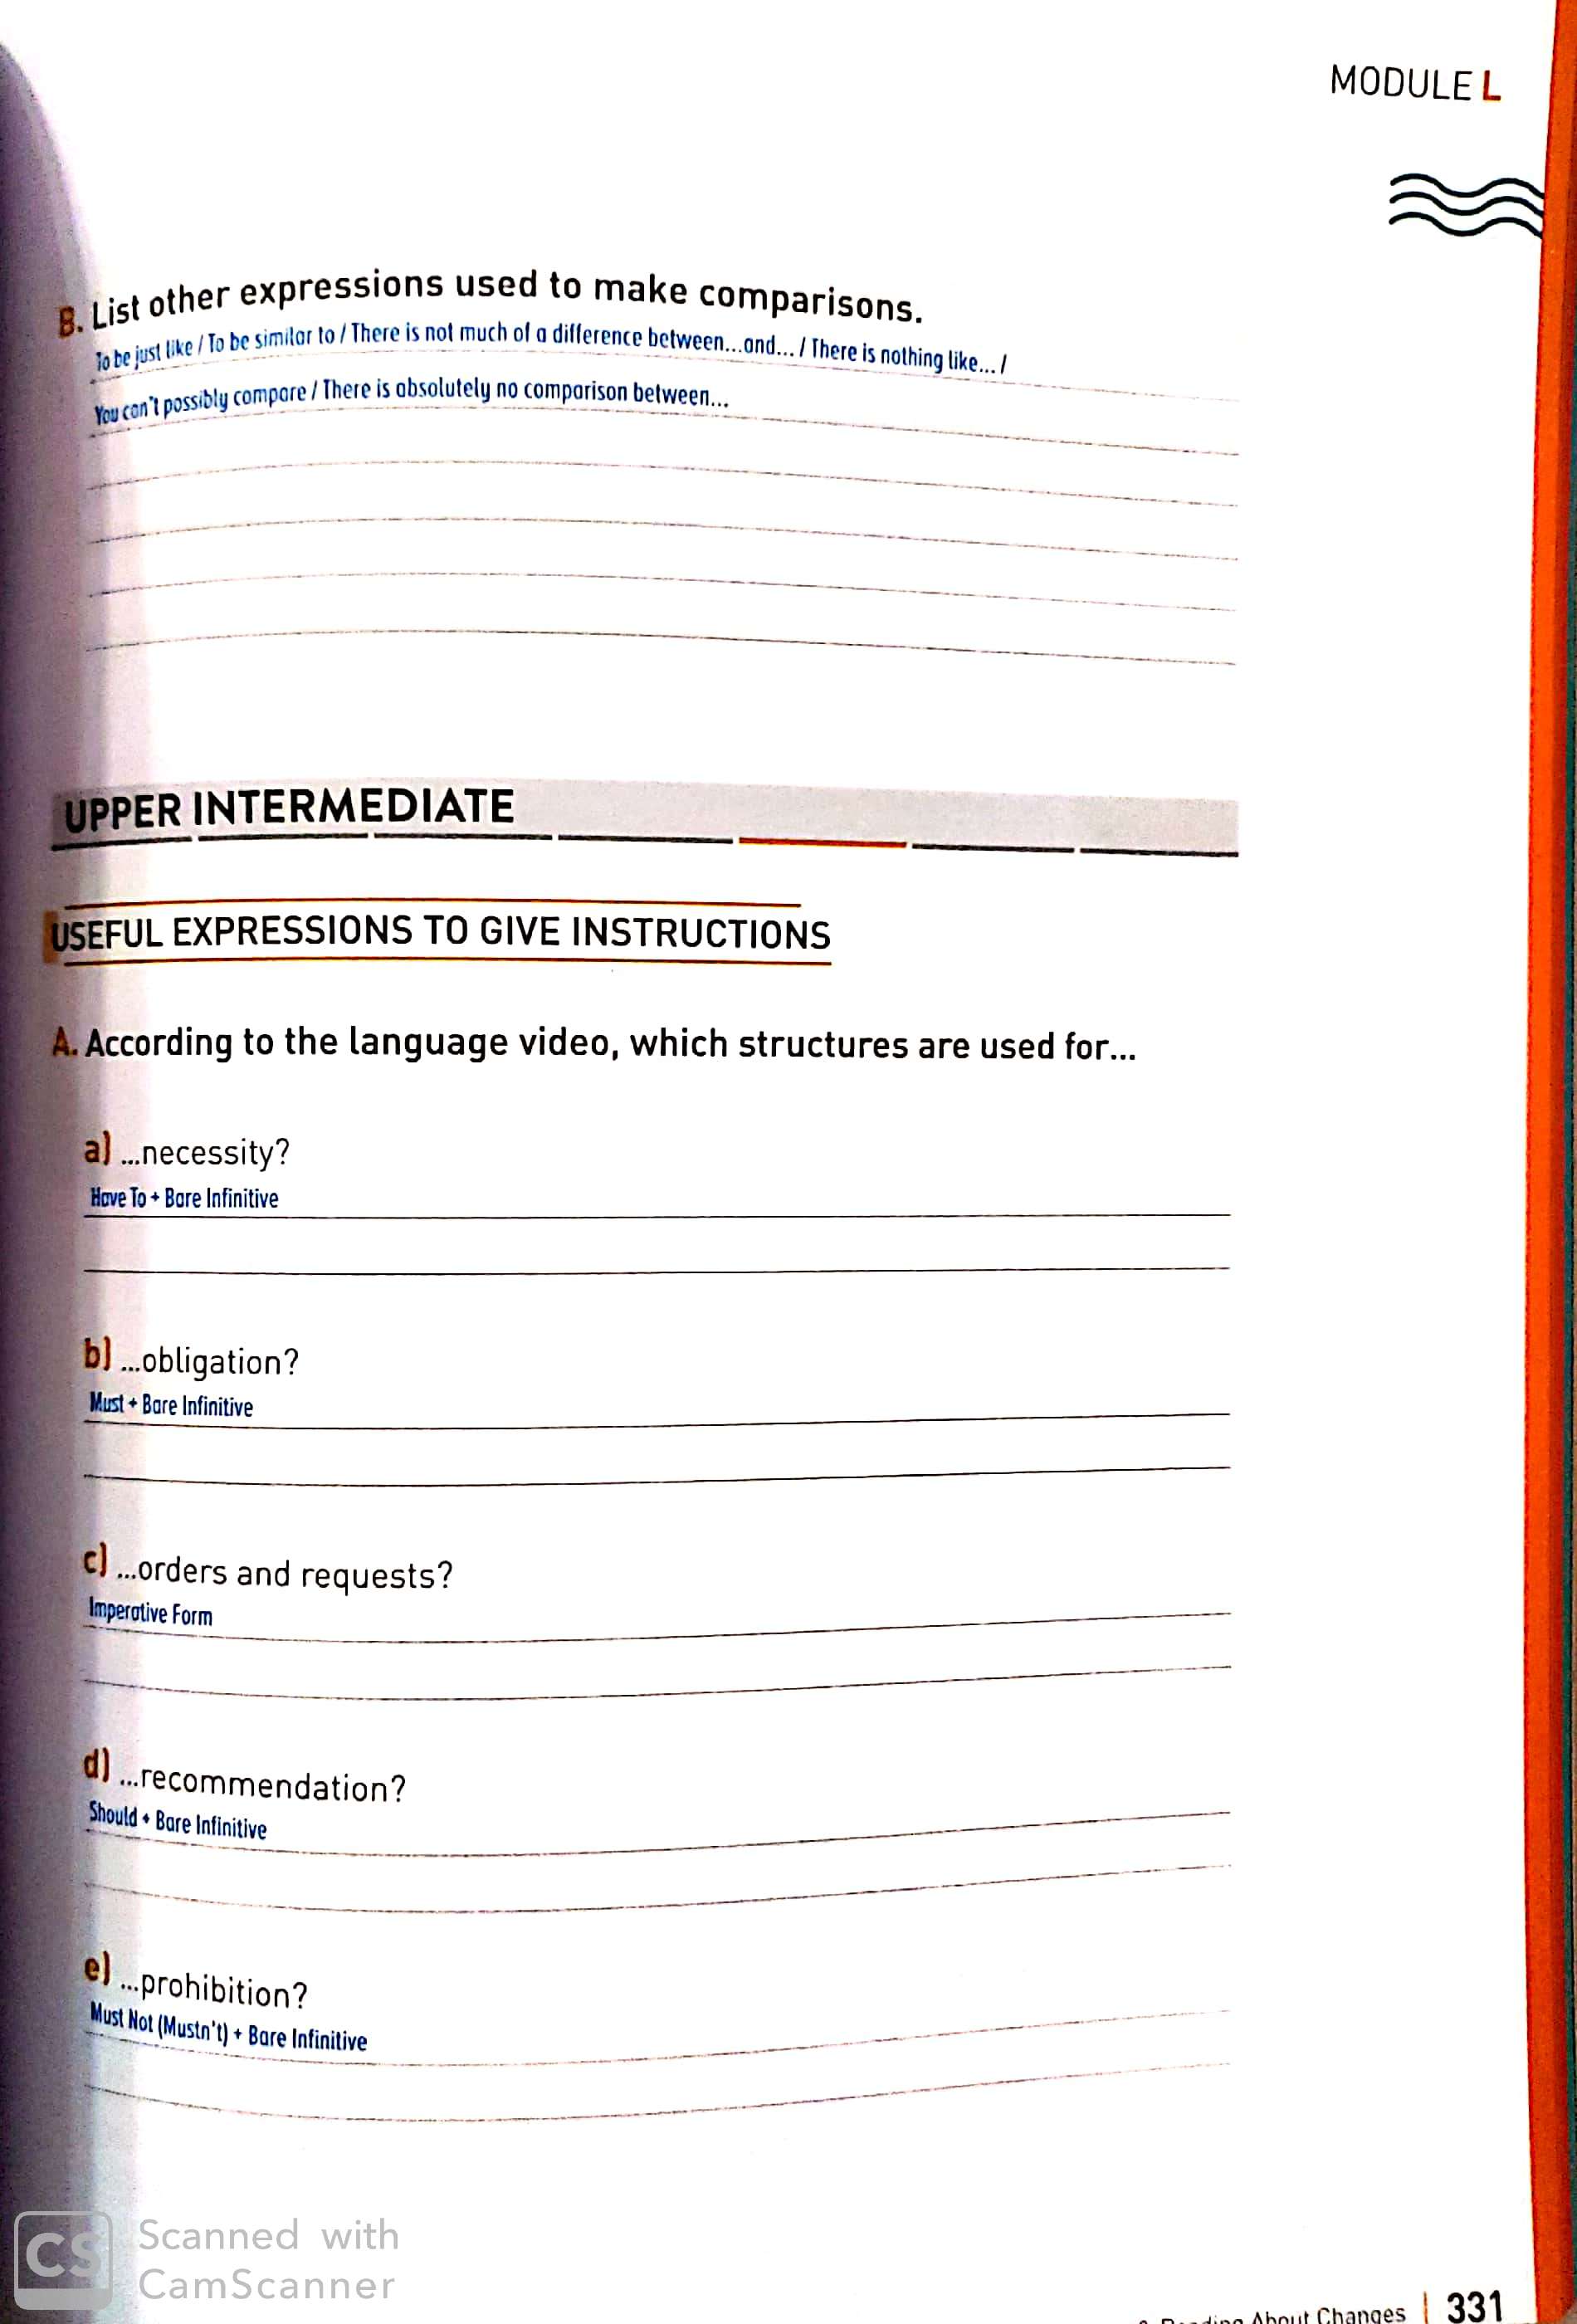 MODULE L
B. List other expressions used to make comparisons.
To be just like / To be similar to / There is not much of a difference between...and... / There is nothing like... /
You can't possibly compare / There is absolutely no comparison between...
UPPER INTERMEDIATE
USEFUL EXPRESSIONS TO GIVE INSTRUCTIONS
A. According to the language video, which structures are used for...
a) ...necessity?
Have To + Bare Infinitive
b) ...obligation?
Must + Bare Infinitive
c) ...orders and requests?
Imperative Form
d) ...recommendation?
Should + Bare Infinitive
e) ...prohibition?
Must Not (Mustn't) + Bare Infinitive
CS Scanned with
CamScanner
About Changes | 331